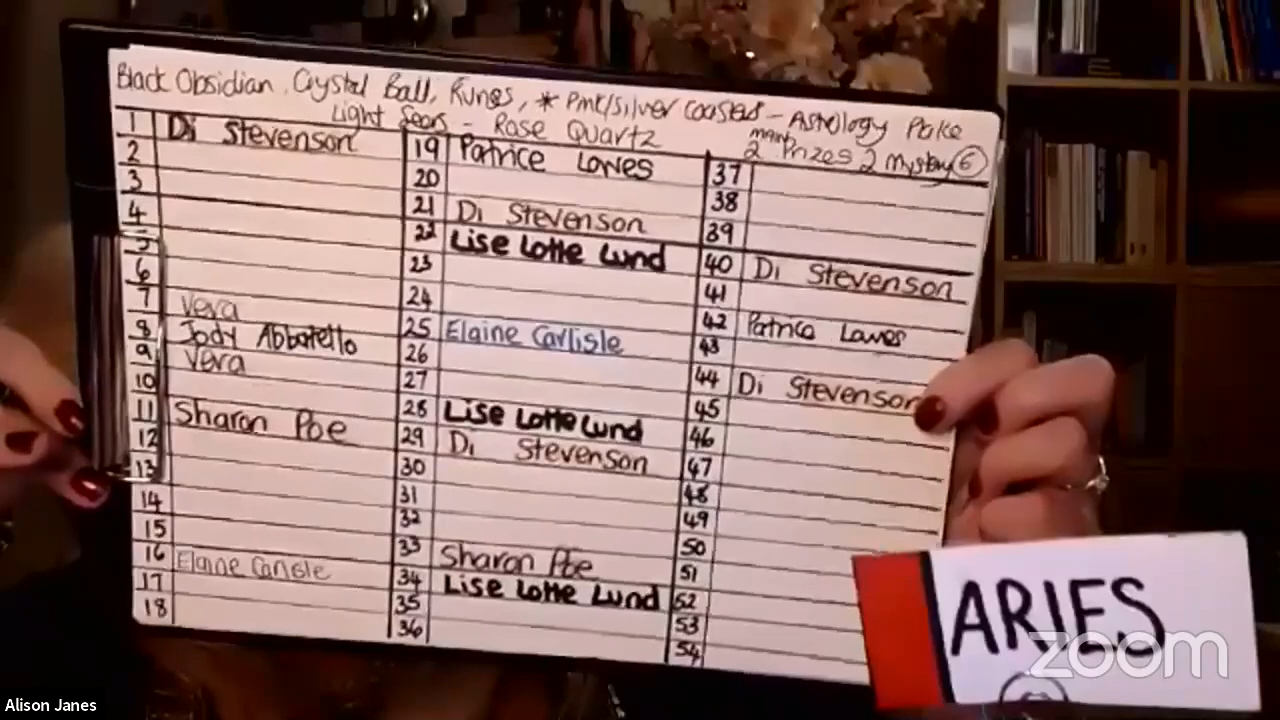 Black Obsidian, Crystal Ball, Runes, * Pink/Silver Coasters - Astrology Poke
Light Seers - Rose Quartz
main
2 Prizes 2 mystery 6
1 Di Stevenson
2
3
4
5
6
7 Vera
8 Jody Abbatello
9 Vera
10
11 Sharon Poe
12
13
14
15
16 Elaine Carlisle
17
18
19 Patrice Lowes
20
21 Di Stevenson
22 Lise Lotte Lund
23
24
25 Elaine Carlisle
26
27
28 Lise Lotte Lund
29 Di Stevenson
30
31
32
33 Sharon Poe
34 Lise Lotte Lund
35
36
37
38
39
40 Di Stevenson
41
42 Patrice Lowes
43
44 Di Stevenson
45
46
47
48
49
50
51
52
53
54
ARIES
zoom
Alison Janes